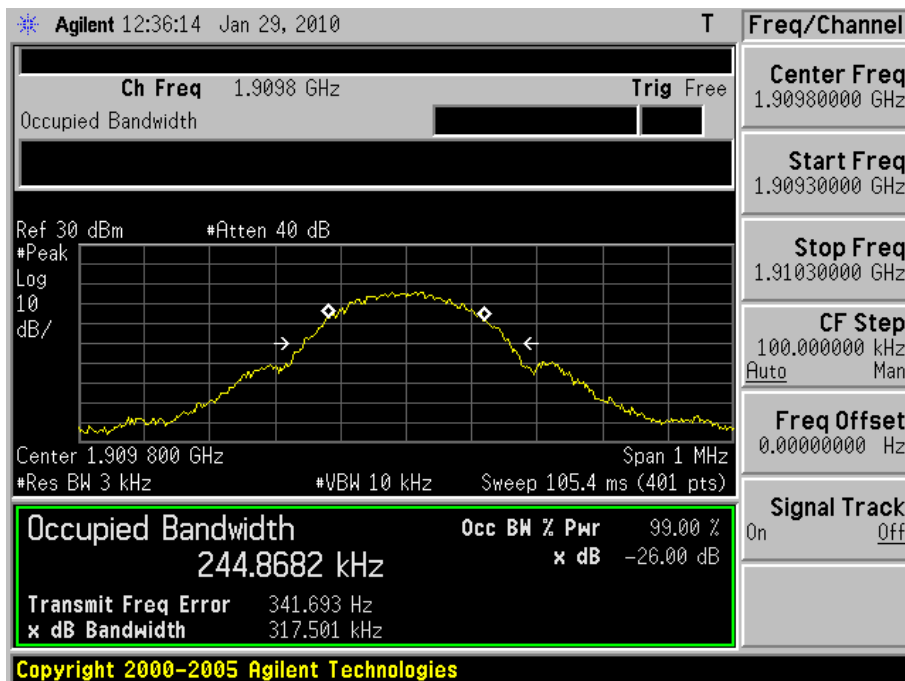 Agilent 12:36:14 Jan 29, 2010 T Freq/Channel
Ch Freq 1.9098 GHz Trig Free
Occupied Bandwidth
Center Freq
1.90980000 GHz
Start Freq
1.90930000 GHz
Stop Freq
1.91030000 GHz
CF Step
100.000000 kHz
Auto Man
Freq Offset
0.00000000 Hz
Signal Track
On Off
Ref 30 dBm #Atten 40 dB
#Peak
Log
10
dB/
Center 1.909 800 GHz Span 1 MHz
#Res BW 3 kHz #VBW 10 kHz Sweep 105.4 ms (401 pts)
Occupied Bandwidth
244.8682 kHz
Occ BW % Pwr 99.00 %
x dB -26.00 dB
Transmit Freq Error 341.693 Hz
x dB Bandwidth 317.501 kHz
Copyright 2000-2005 Agilent Technologies